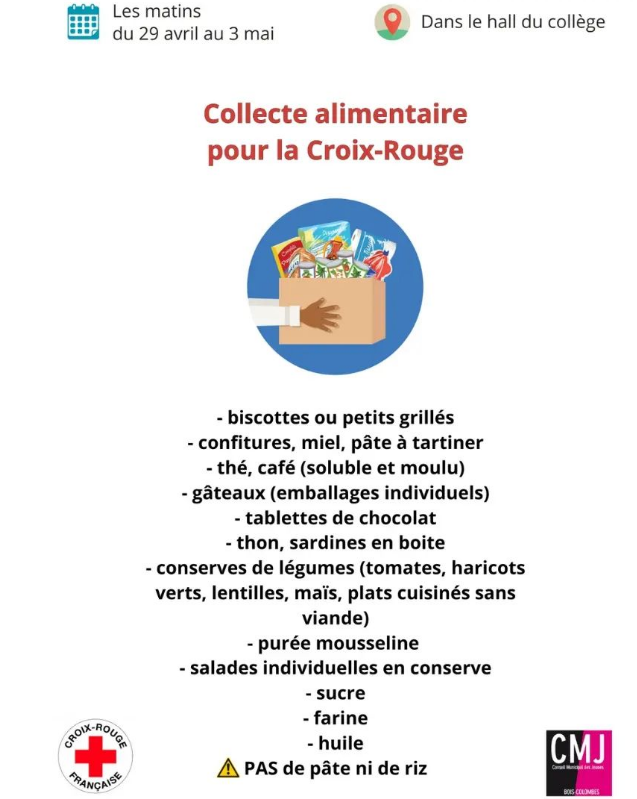 Les matins
du 29 avril au 3 mai
Dans le hall du collège
Collecte alimentaire
pour la Croix-Rouge
- biscottes ou petits grillés
- confitures, miel, pâte à tartiner
- thé, café (soluble et moulu)
- gâteaux (emballages individuels)
- tablettes de chocolat
- thon, sardines en boite
- conserves de légumes (tomates, haricots
verts, lentilles, maïs, plats cuisinés sans
viande)
- purée mousseline
- salades individuelles en conserve
- sucre
- farine
- huile
PAS de pâte ni de riz
CROIX-ROUGE
FRANÇAISE
CMJ
Conseil Municipal des Jeunes
BOIS-COLOMBES